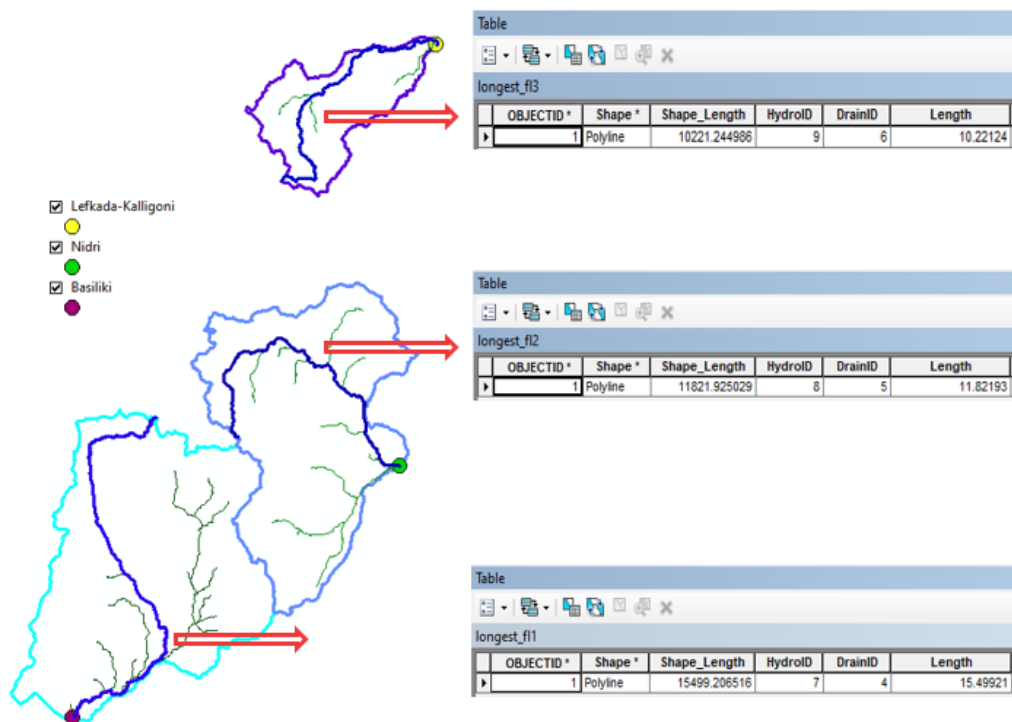 Table
longest_fl3
OBJECTID * Shape * Shape_Length HydroID DrainID Length
1 Polyline 10221.244986 9 6 10.22124
Lefkada-Kalligoni
Nidri
Basiliki
Table
longest_fl2
OBJECTID * Shape * Shape_Length HydroID DrainID Length
1 Polyline 11821.925029 8 5 11.82193
Table
longest_fl1
OBJECTID * Shape * Shape_Length HydroID DrainID Length
1 Polyline 15499.206516 7 4 15.49921